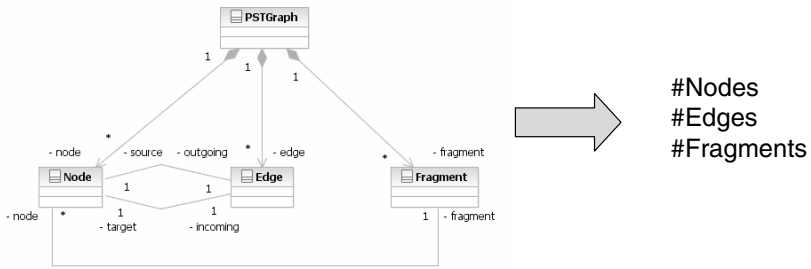 PSTGraph
1
1
1
*
*
*
- node
- source
- outgoing
- edge
- fragment
Node
Edge
Fragment
1
1
- node
*
1
1
1
- fragment
- target
- incoming
#Nodes
#Edges
#Fragments